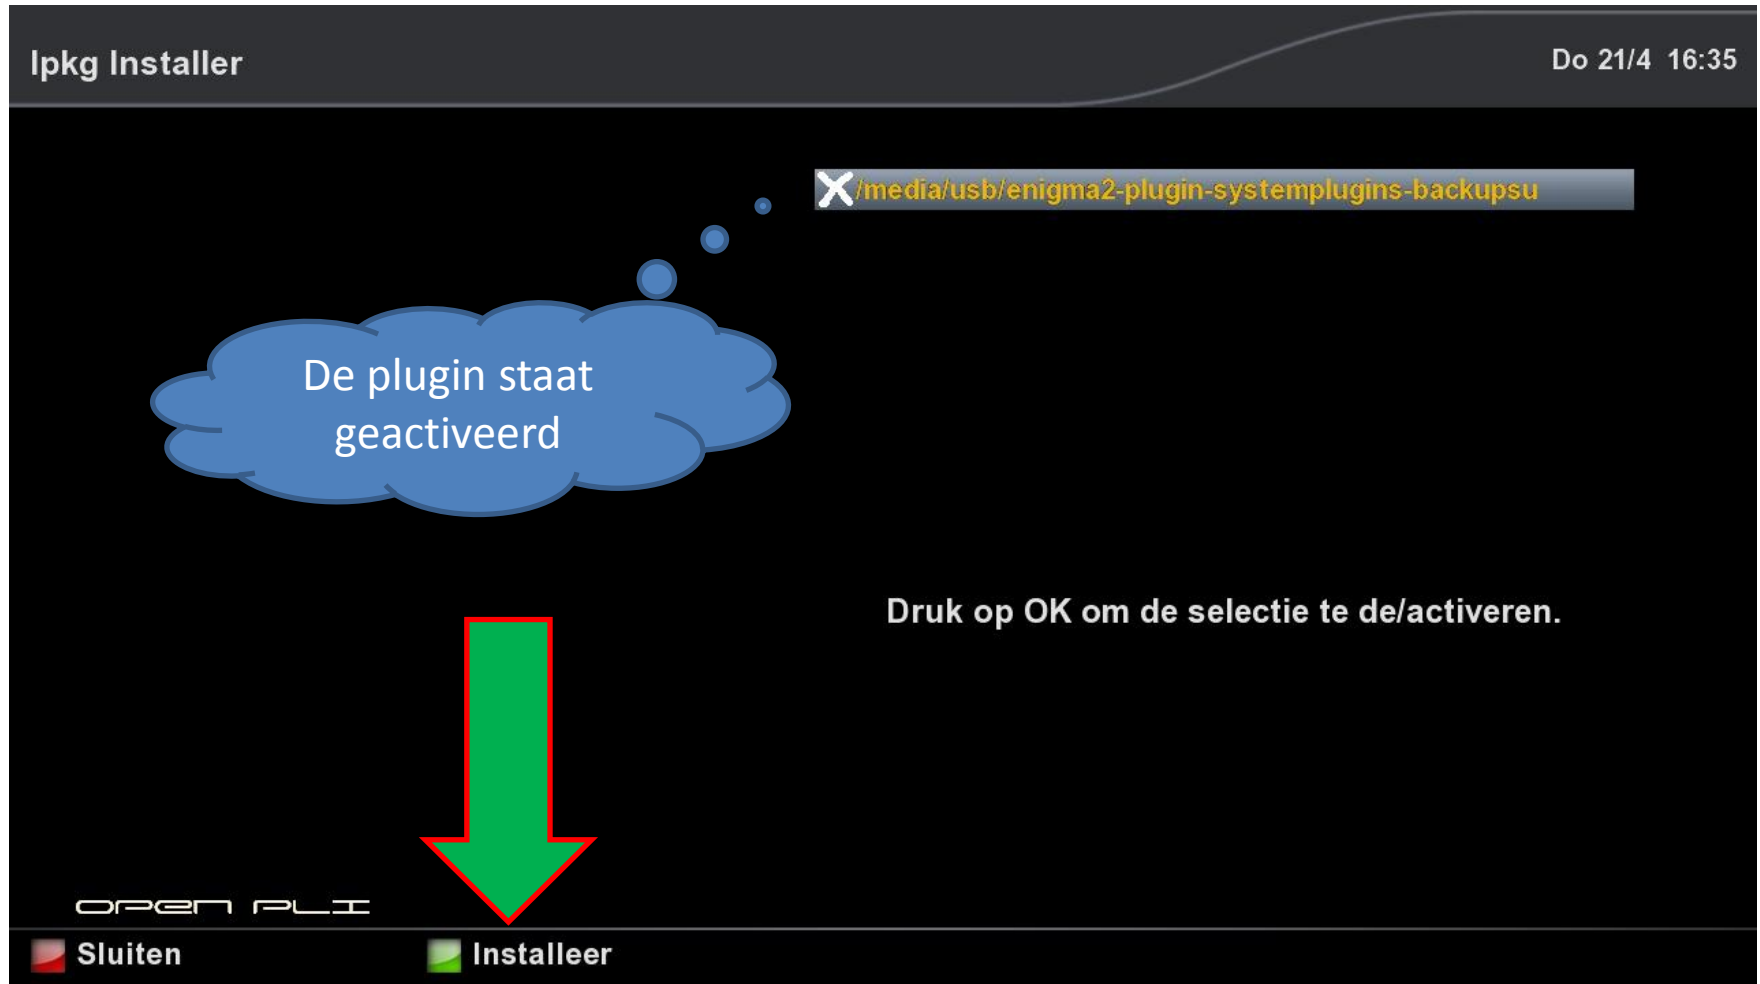 Ipkg Installer
Do 21/4 16:35
/media/usb/enigma2-plugin-systemplugins-backupsu
De plugin staat
geactiveerd
Druk op OK om de selectie te de/activeren.
OPEN PLI
Sluiten
Installeer